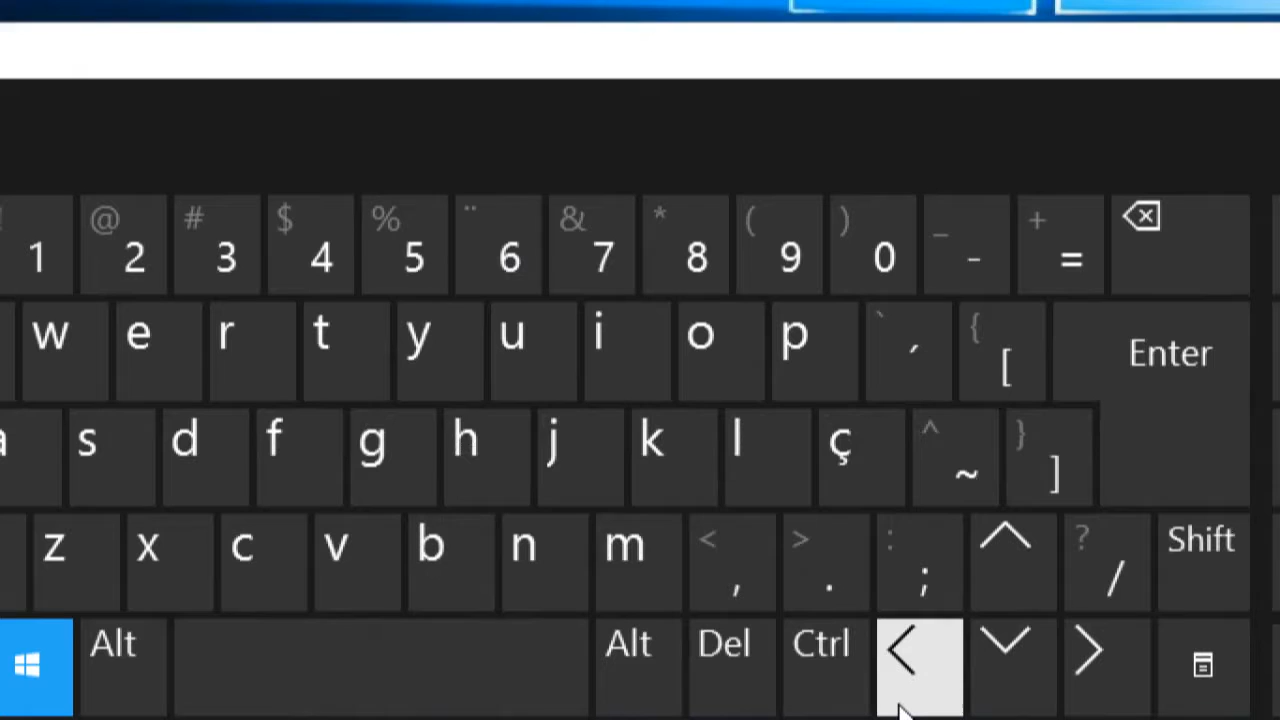 ! @ # $ % ¨ & * ( ) _ +
1 2 3 4 5 6 7 8 9 0 - =
w e r t y u i o p ` ´ { [ Enter
a s d f g h j k l ç ^ ~ } ]
z x c v b n m < , > . : ; ? / Shift
Alt Alt Del Ctrl